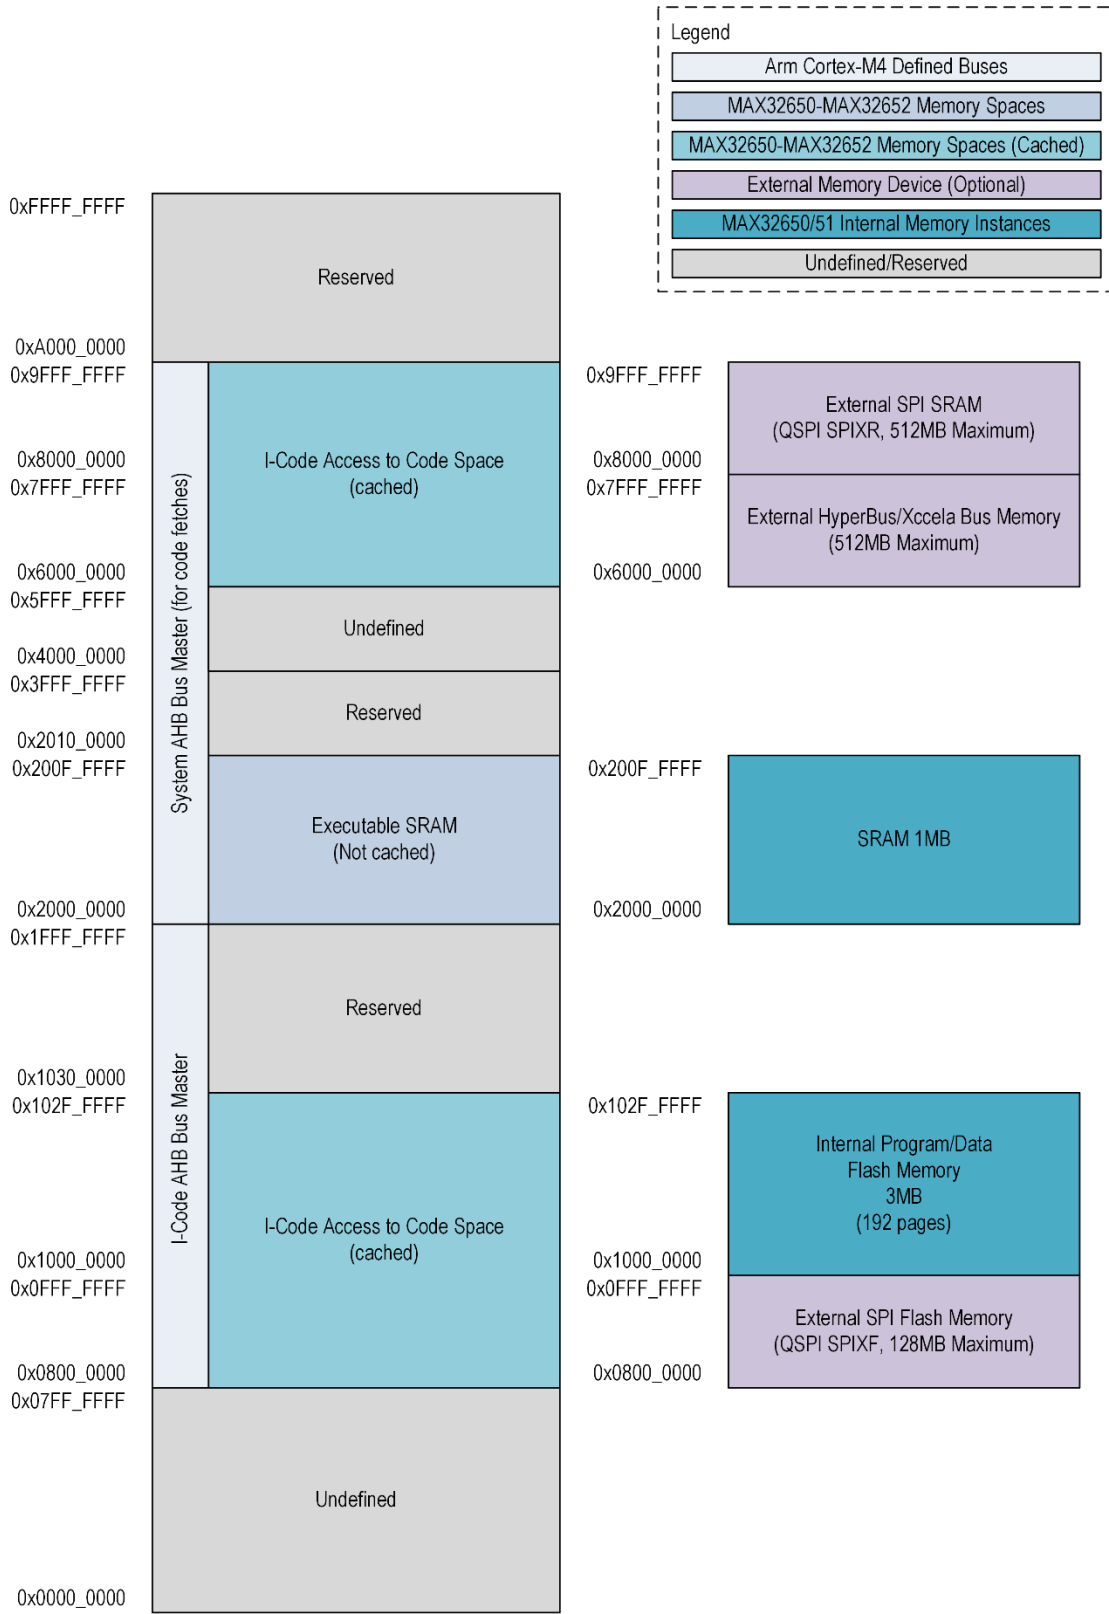 Legend
Arm Cortex-M4 Defined Buses
MAX32650-MAX32652 Memory Spaces
MAX32650-MAX32652 Memory Spaces (Cached)
External Memory Device (Optional)
MAX32650/51 Internal Memory Instances
Undefined/Reserved
0xFFFF_FFFF
Reserved
0xA000_0000
0x9FFF_FFFF
I-Code Access to Code Space
(cached)
0x8000_0000
0x7FFF_FFFF
0x6000_0000
0x5FFF_FFFF
Undefined
0x4000_0000
0x3FFF_FFFF
Reserved
0x2010_0000
0x200F_FFFF
Executable SRAM
(Not cached)
0x2000_0000
System AHB Bus Master (for code fetches)
0x1FFF_FFFF
Reserved
0x1030_0000
0x102F_FFFF
I-Code Access to Code Space
(cached)
0x1000_0000
0x0FFF_FFFF
0x0800_0000
I-Code AHB Bus Master
0x07FF_FFFF
Undefined
0x0000_0000
0x9FFF_FFFF
External SPI SRAM
(QSPI SPIXR, 512MB Maximum)
0x8000_0000
0x7FFF_FFFF
External HyperBus/Xccela Bus Memory
(512MB Maximum)
0x6000_0000
0x200F_FFFF
SRAM 1MB
0x2000_0000
0x102F_FFFF
Internal Program/Data
Flash Memory
3MB
(192 pages)
0x1000_0000
0x0FFF_FFFF
External SPI Flash Memory
(QSPI SPIXF, 128MB Maximum)
0x0800_0000